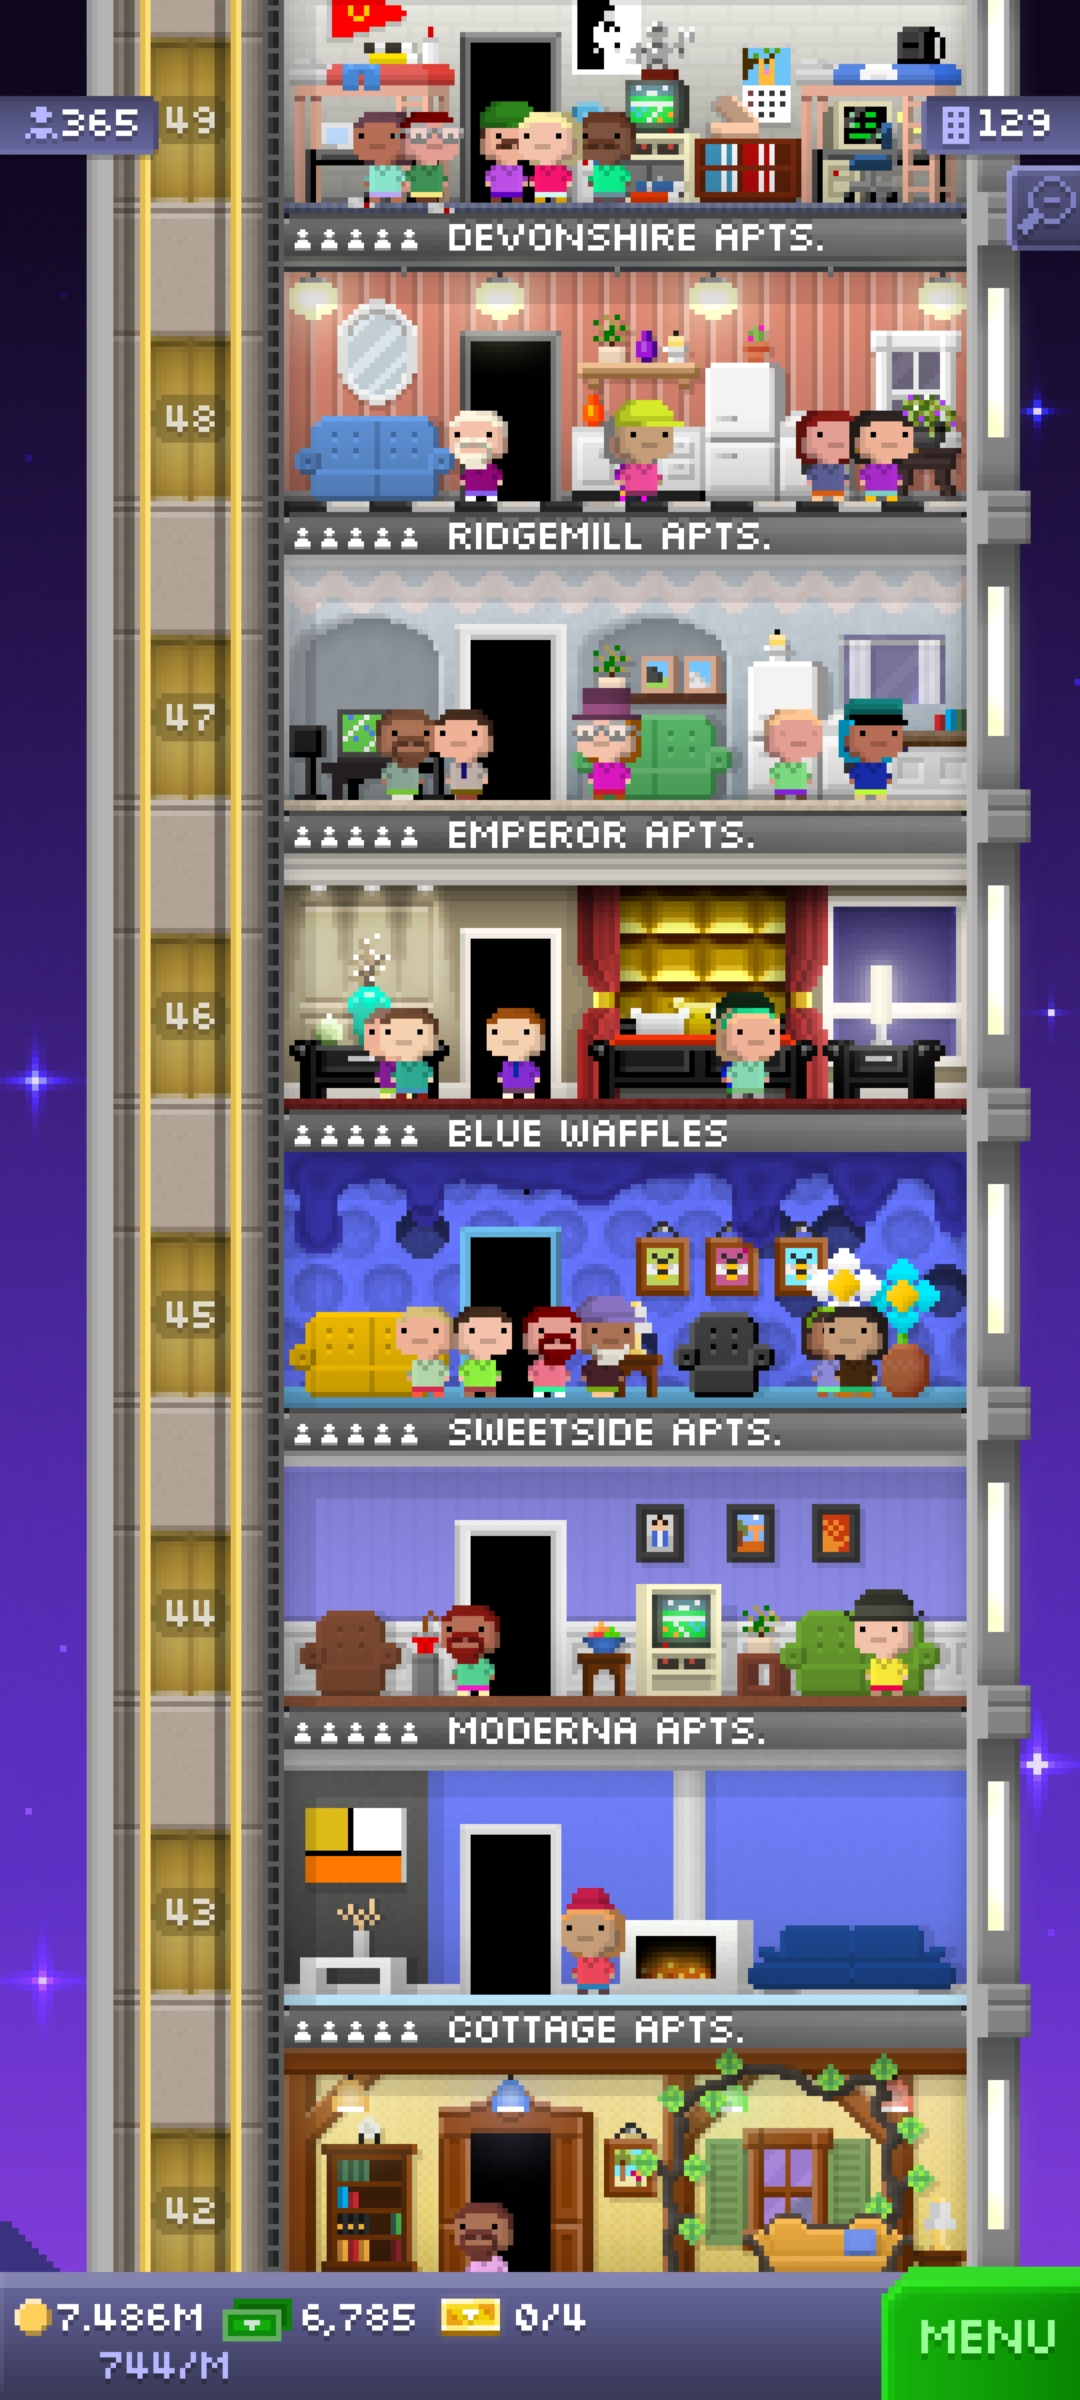 49
365
129
DEVONSHIRE APTS.
48
RIDGEMILL APTS.
47
EMPEROR APTS.
46
BLUE WAFFLES
45
SWEETSIDE APTS.
44
MODERNA APTS.
43
COTTAGE APTS.
42
7.486M 6,785 0/4
744/M
MENU